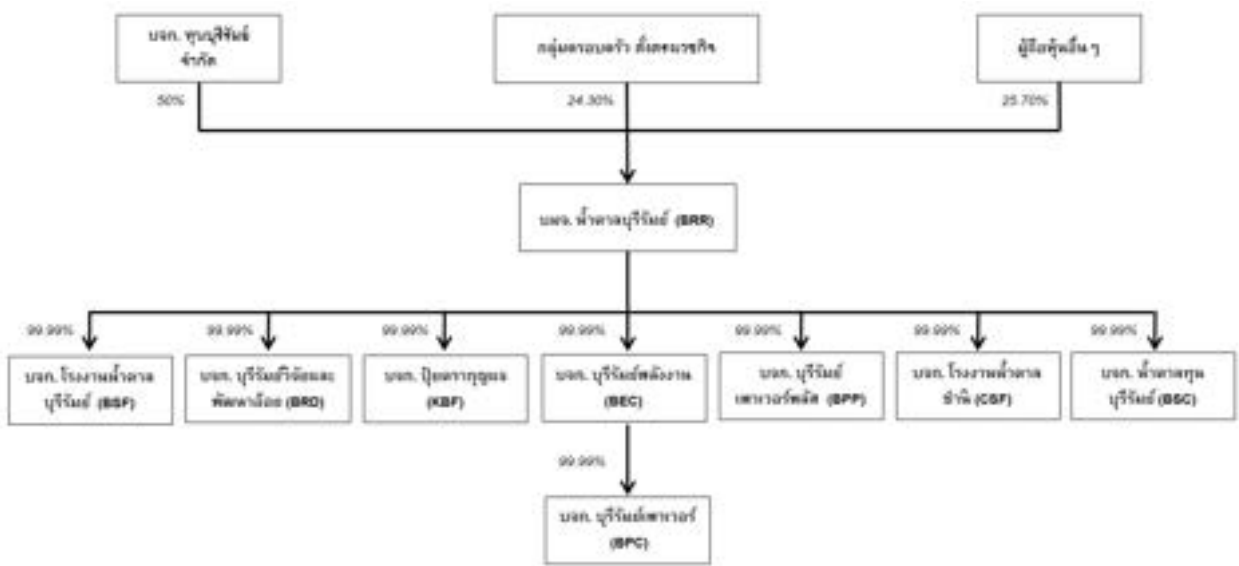 บจก. ทุนบุรีรัมย์
จำกัด
กลุ่มครอบครัว ตั้งตรงเวชกิจ
ผู้ถือหุ้นอื่น ๆ
50%
24.30%
25.70%
บมจ. น้ำตาลบุรีรัมย์ (BRR)
99.99%
99.99%
99.99%
99.99%
99.99%
99.99%
99.99%
บจก. โรงงานน้ำตาล
บุรีรัมย์ (BSF)
บจก. บุรีรัมย์วิจัยและ
พัฒนาอ้อย (BRD)
บจก. ปุ๋ยตรากุญแจ
(KBF)
บจก. บุรีรัมย์พลังงาน
(BEC)
บจก. บุรีรัมย์
เพาเวอร์พลัส (BPP)
บจก. โรงงานน้ำตาล
ชำนิ (CSF)
บจก. น้ำตาลทุน
บุรีรัมย์ (BSC)
99.99%
บจก. บุรีรัมย์เพาเวอร์
(BPC)